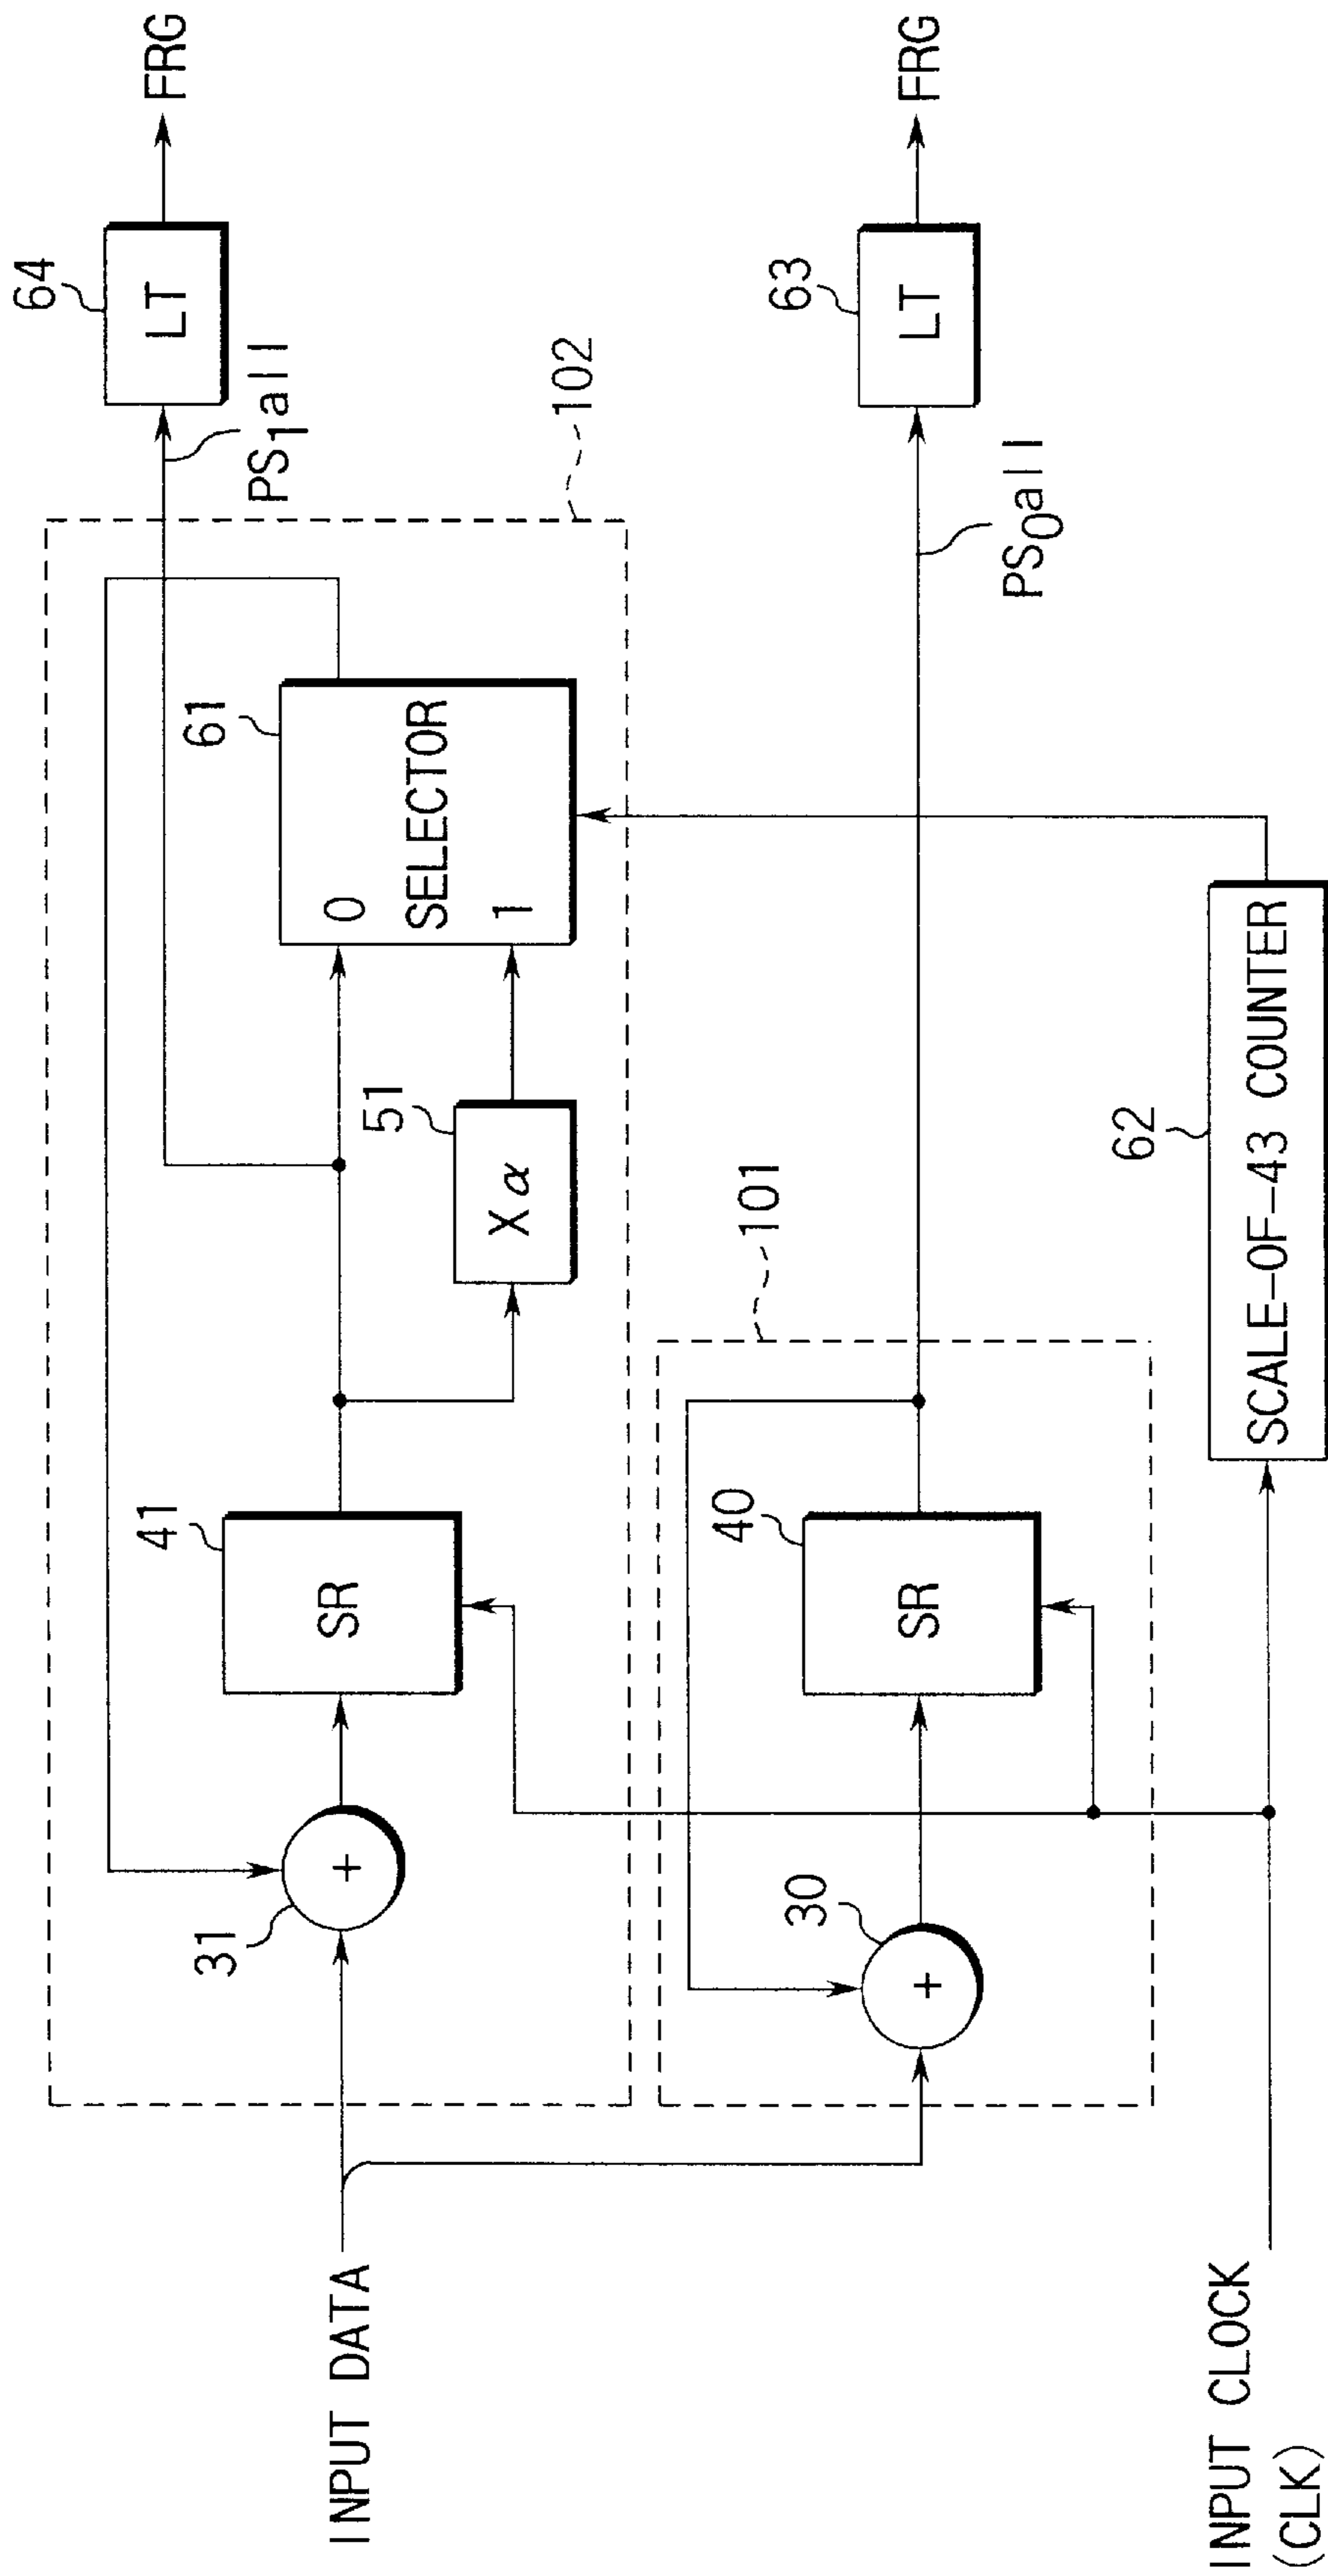 INPUT DATA
31
+
41
SR
51
Xα
61
0
SELECTOR
1
PS1all
64
LT
FRG
102
30
+
40
SR
101
PS0all
63
LT
FRG
INPUT CLOCK
(CLK)
62
SCALE-OF-43 COUNTER